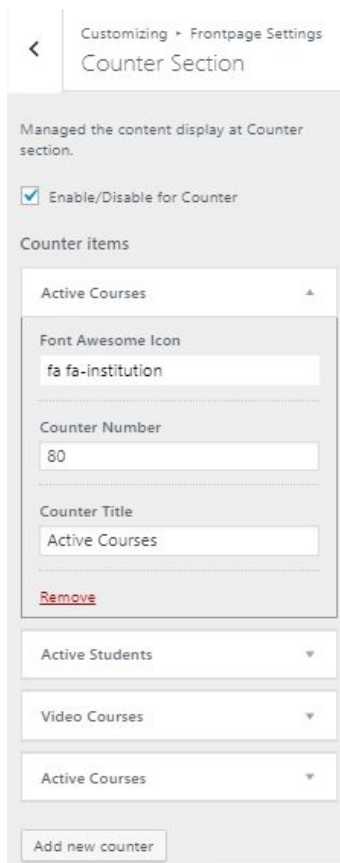 Customizing ▸ Frontpage Settings
Counter Section
Managed the content display at Counter
section.
Enable/Disable for Counter
Counter items
Active Courses
Font Awesome Icon
fa fa-institution
Counter Number
80
Counter Title
Active Courses
Remove
Active Students
Video Courses
Active Courses
Add new counter